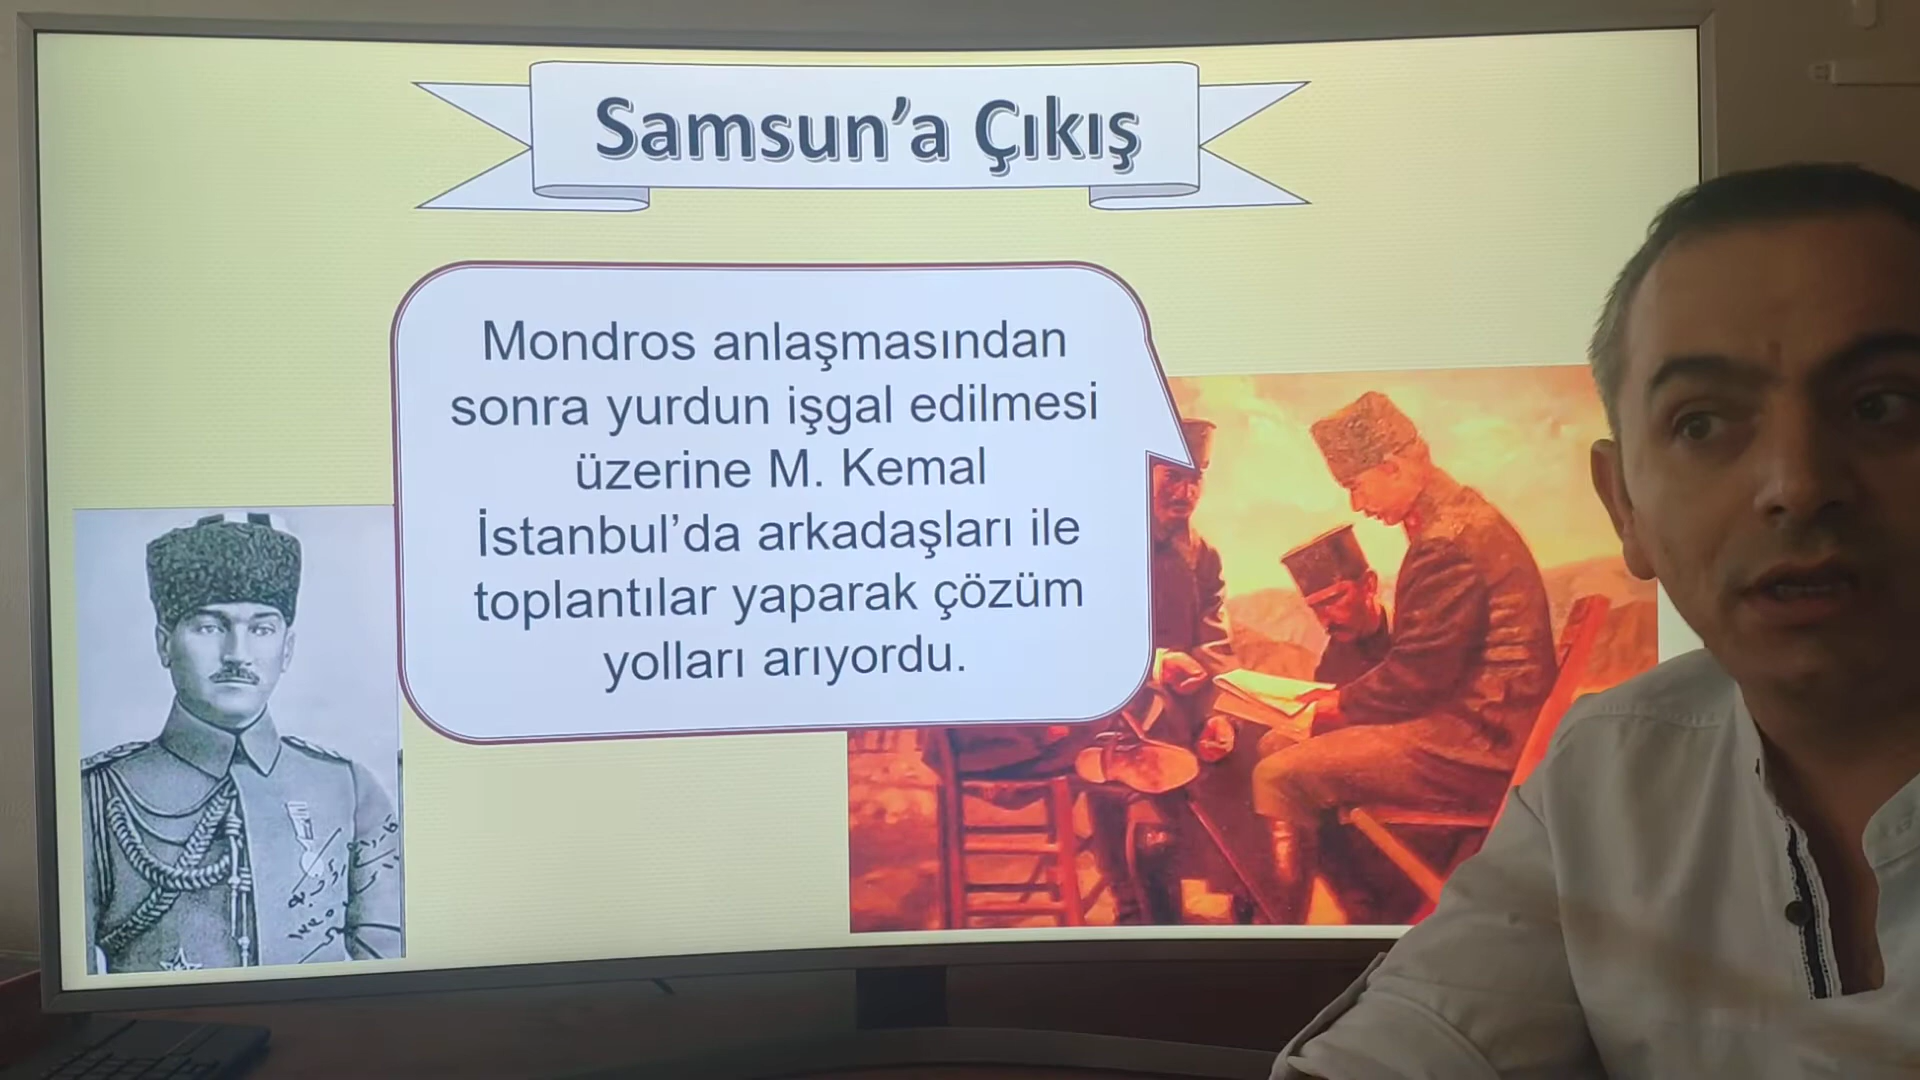 Samsun’a Çıkış
Mondros anlaşmasından
sonra yurdun işgal edilmesi
üzerine M. Kemal
İstanbul’da arkadaşları ile
toplantılar yaparak çözüm
yolları arıyordu.